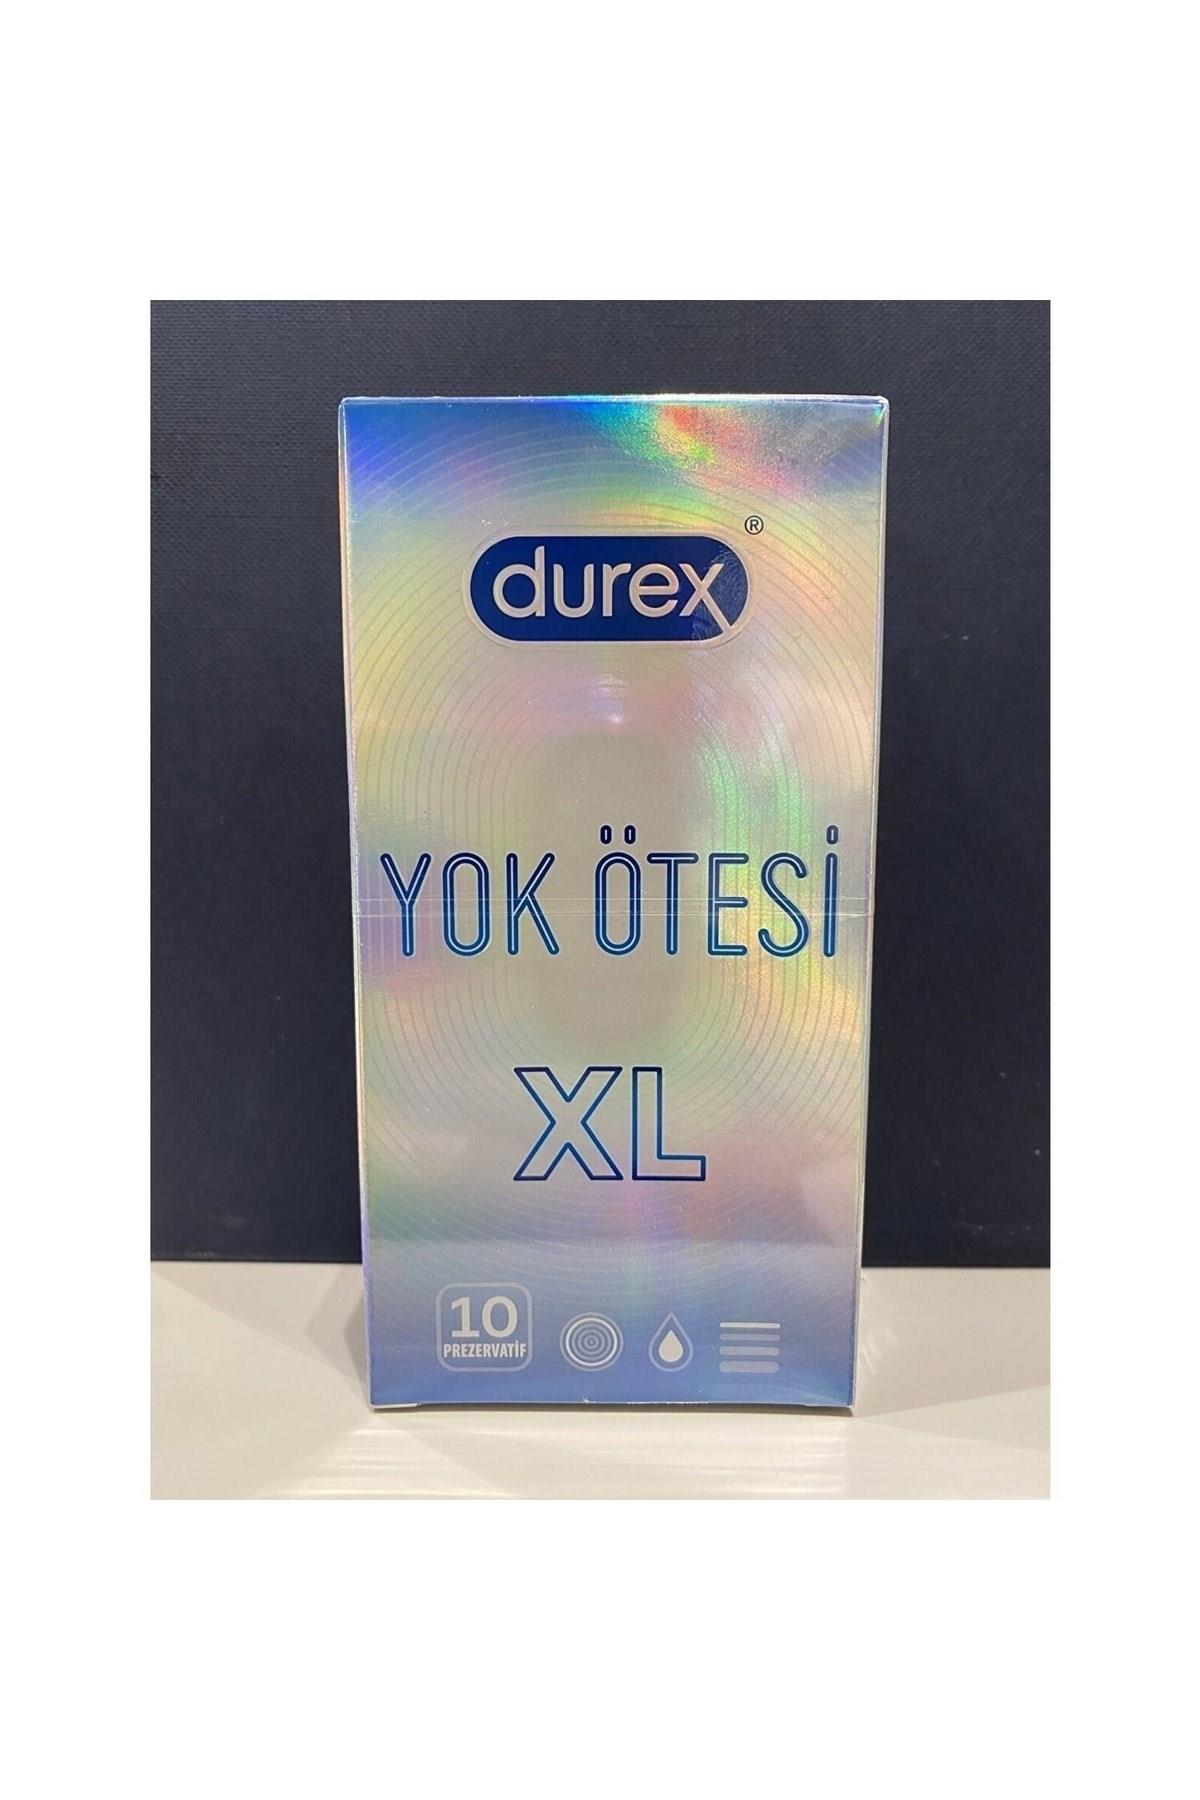 durex®
YOK ÖTESİ
XL
10
PREZERVATİF